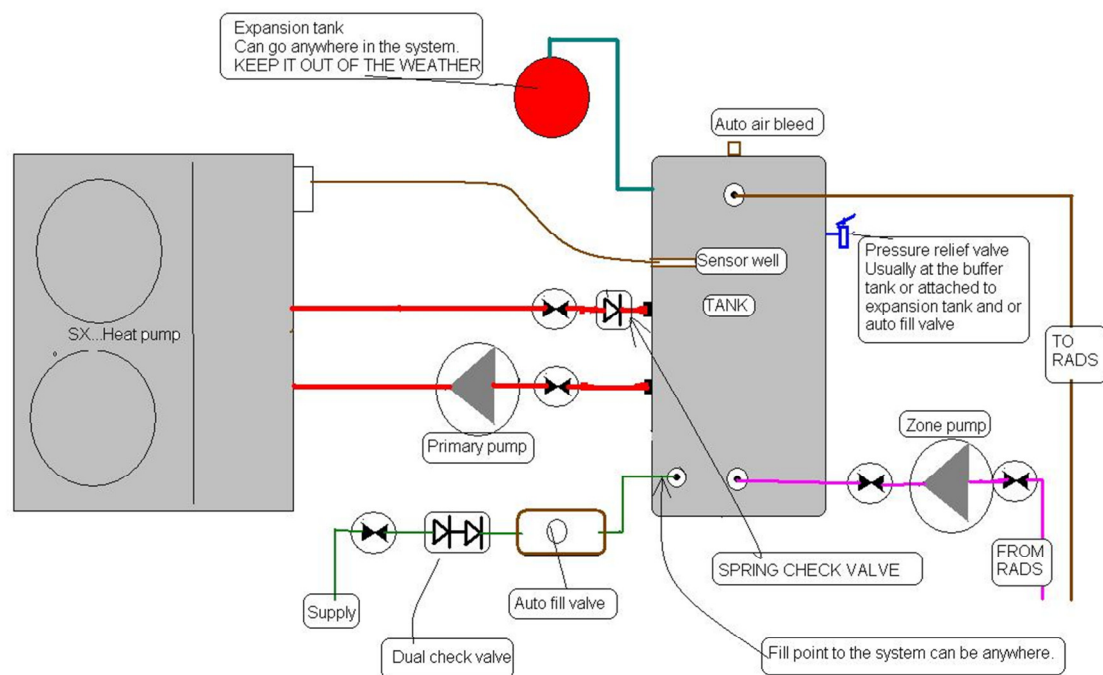 Expansion tank
Can go anywhere in the system.
KEEP IT OUT OF THE WEATHER
Auto air bleed
Sensor well
Pressure relief valve
Usually at the buffer
tank or attached to
expansion tank and or
auto fill valve
TANK
SX...Heat pump
TO
RADS
Primary pump
Zone pump
SPRING CHECK VALVE
FROM
RADS
Supply
Auto fill valve
Dual check valve
Fill point to the system can be anywhere.